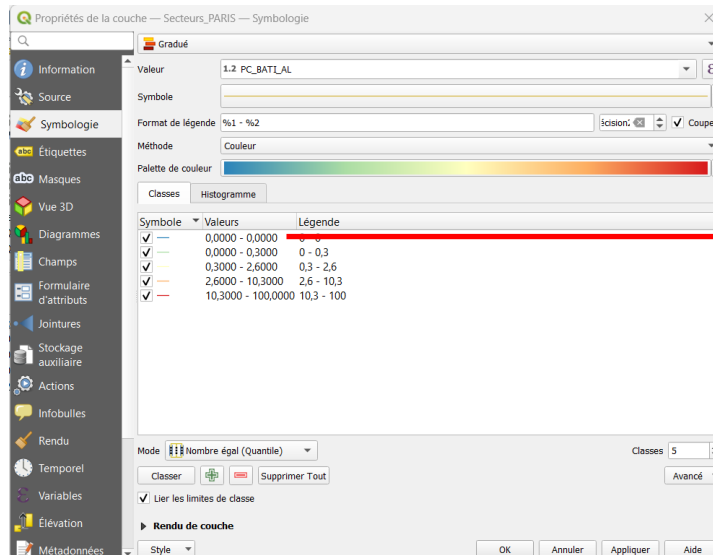 Propriétés de la couche — Secteurs_PARIS — Symbologie
Gradué
Information
Source
Symbologie
Étiquettes
Masques
Vue 3D
Diagrammes
Champs
Formulaire
d'attributs
Jointures
Stockage
auxiliaire
Actions
Infobulles
Rendu
Temporel
Variables
Élévation
Métadonnées
Valeur 1.2 PC_BATI_AL
Symbole
Format de légende %1 - %2 Coupe
Méthode Couleur
Palette de couleur
Classes Histogramme
Symbole Valeurs Légende
0,0000 - 0,0000 0 - 0
0,0000 - 0,3000 0 - 0,3
0,3000 - 2,6000 0,3 - 2,6
2,6000 - 10,3000 2,6 - 10,3
10,3000 - 100,0000 10,3 - 100
Mode Nombre égal (Quantile) Classes 5
Classer Supprimer Tout Avancé
Lier les limites de classe
Rendu de couche
Style OK Annuler Appliquer Aide